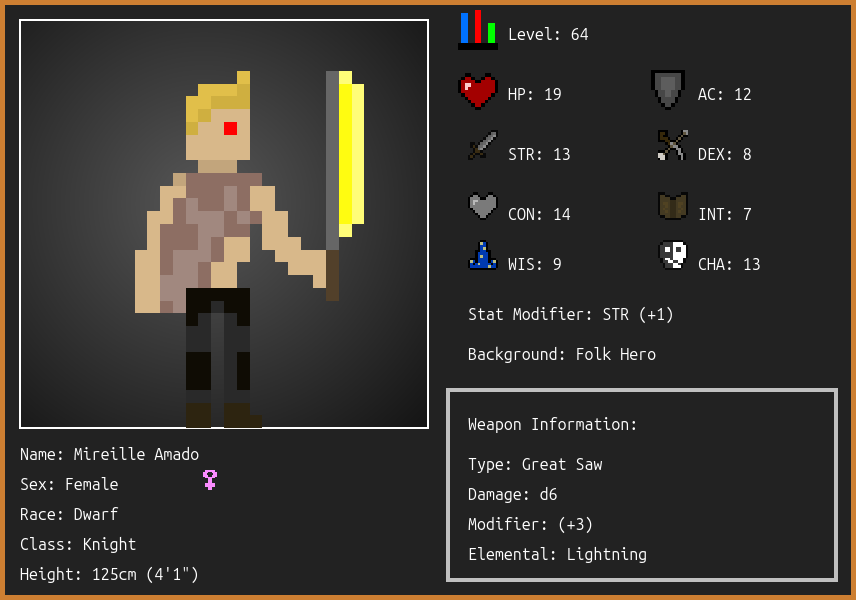 Level: 64
HP: 19
AC: 12
STR: 13
DEX: 8
CON: 14
INT: 7
WIS: 9
CHA: 13
Stat Modifier: STR (+1)
Background: Folk Hero
Name: Mireille Amado
Sex: Female
Race: Dwarf
Class: Knight
Height: 125cm (4'1")
Weapon Information:
Type: Great Saw
Damage: d6
Modifier: (+3)
Elemental: Lightning